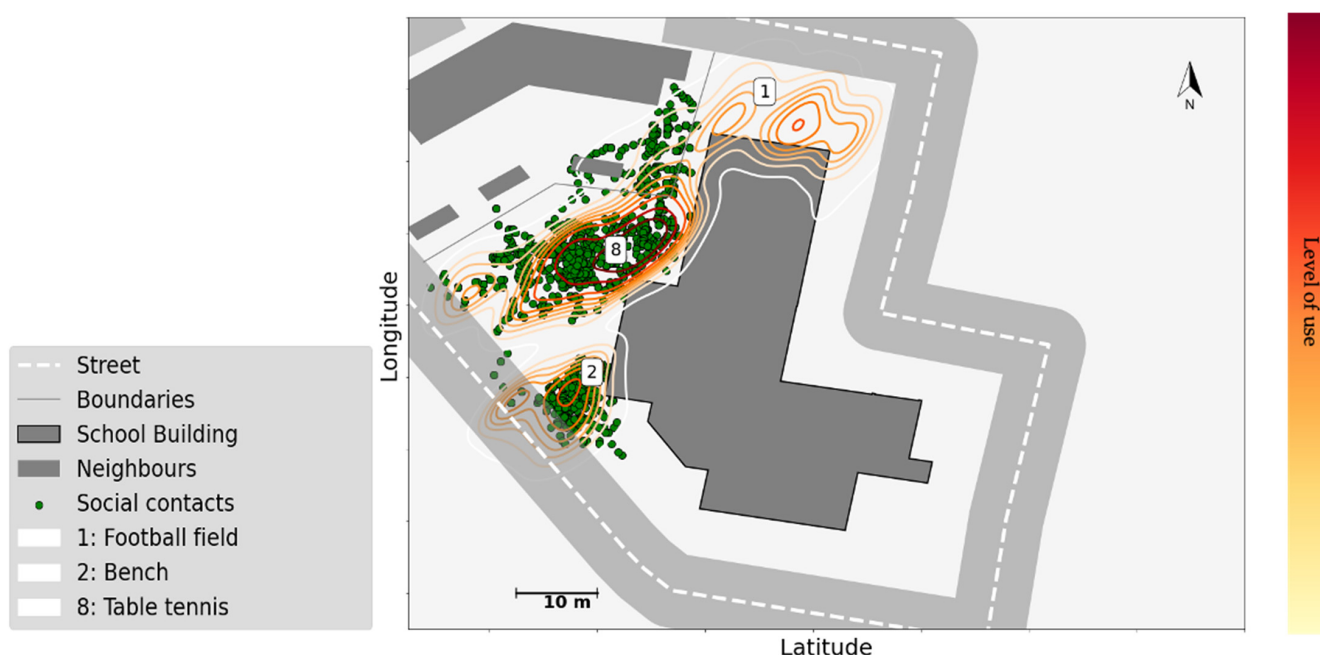 1
N
8
2
Longitude
Level of use
Street
Boundaries
School Building
Neighbours
Social contacts
1: Football field
2: Bench
8: Table tennis
10 m
Latitude